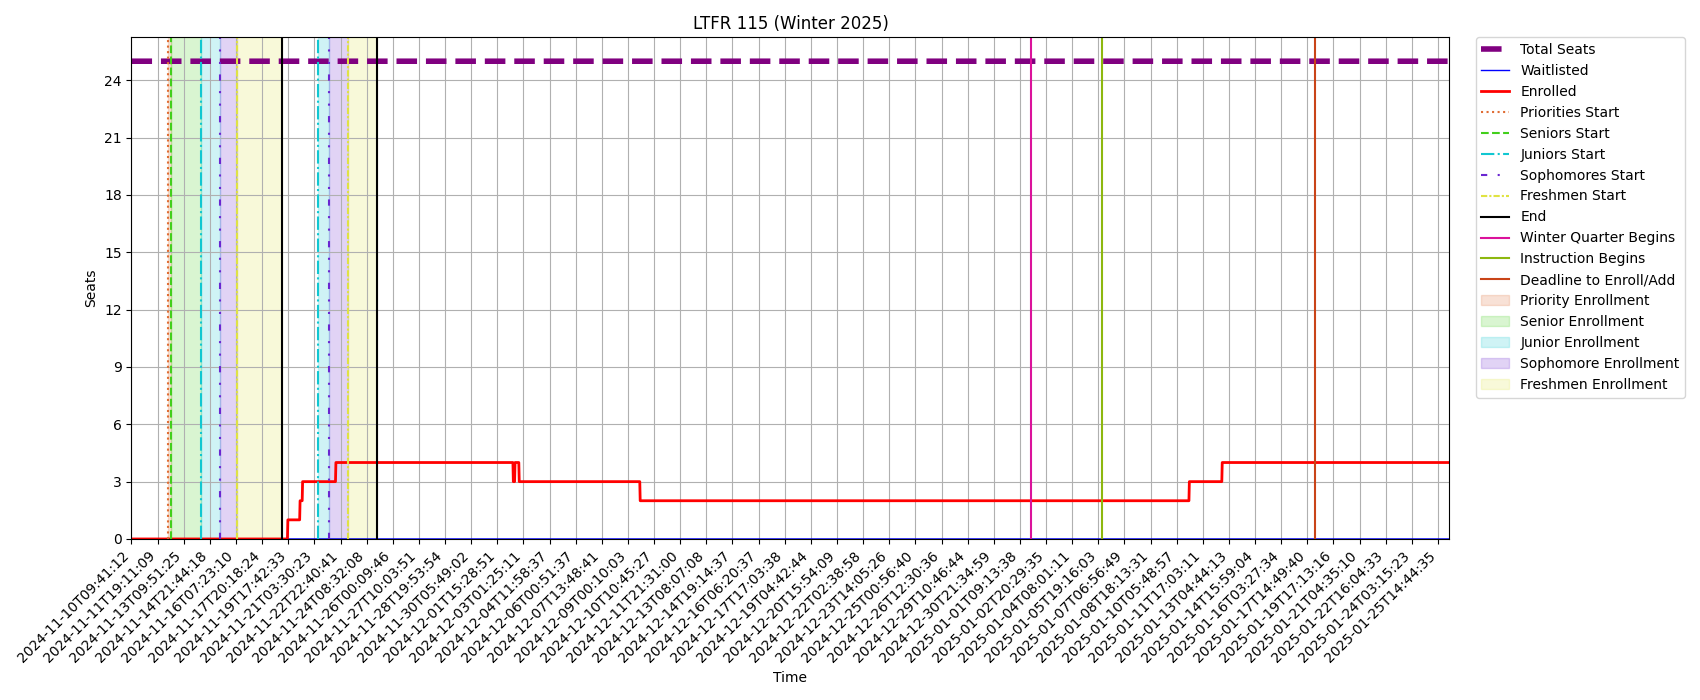 LTFR 115 (Winter 2025)
Seats
24
21
18
15
12
9
6
3
0
2024-11-10T09:41:12
2024-11-11T19:11:09
2024-11-13T09:51:25
2024-11-14T21:44:18
2024-11-16T07:23:10
2024-11-17T20:18:24
2024-11-19T17:42:33
2024-11-21T03:30:23
2024-11-22T22:40:41
2024-11-24T08:32:08
2024-11-26T00:09:46
2024-11-27T11:03:51
2024-11-28T19:53:54
2024-11-30T05:49:02
2024-12-01T15:28:51
2024-12-03T01:25:11
2024-12-04T11:58:37
2024-12-06T00:51:37
2024-12-07T13:48:41
2024-12-09T00:10:03
2024-12-10T10:45:27
2024-12-11T21:31:00
2024-12-13T08:07:08
2024-12-14T19:14:37
2024-12-16T06:20:37
2024-12-17T17:03:38
2024-12-19T04:42:44
2024-12-20T15:54:09
2024-12-22T02:38:58
2024-12-23T14:05:26
2024-12-25T00:56:40
2024-12-26T12:30:36
2024-12-29T10:46:44
2024-12-30T21:34:59
2025-01-01T09:13:38
2025-01-02T20:29:35
2025-01-04T08:01:11
2025-01-05T19:16:03
2025-01-07T06:56:49
2025-01-08T18:13:31
2025-01-10T05:48:57
2025-01-11T17:03:11
2025-01-13T04:44:13
2025-01-14T15:59:04
2025-01-16T03:27:34
2025-01-17T14:49:40
2025-01-19T17:13:16
2025-01-21T04:35:10
2025-01-22T16:04:33
2025-01-24T03:15:23
2025-01-25T14:44:35
Time
Total Seats
Waitlisted
Enrolled
Priorities Start
Seniors Start
Juniors Start
Sophomores Start
Freshmen Start
End
Winter Quarter Begins
Instruction Begins
Deadline to Enroll/Add
Priority Enrollment
Senior Enrollment
Junior Enrollment
Sophomore Enrollment
Freshmen Enrollment